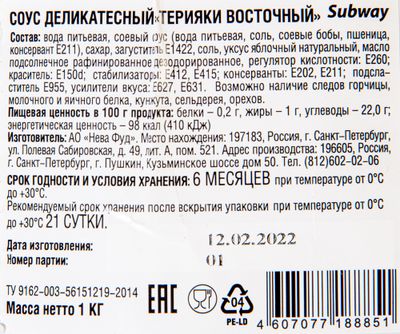 СОУС ДЕЛИКАТЕСНЫЙ «ТЕРИЯКИ ВОСТОЧНЫЙ» Subway
Состав: вода питьевая, соевый соус (вода питьевая, соль, соевые бобы, пшеница,
консервант Е211), сахар, загуститель Е1422, соль, уксус яблочный натуральный, масло
подсолнечное рафинированное дезодорированное, регулятор кислотности: Е260;
краситель: Е150d; стабилизаторы: Е412, Е415; консерванты: Е202, Е211; подсла-
ститель Е955, усилители вкуса: Е627, Е631. Возможно наличие следов горчицы,
молочного и яичного белка, кунжута, сельдерея, орехов.
Пищевая ценность в 100 г продукта: белки – 0,2 г, жиры - 1 г, углеводы – 22,0 г;
энергетическая ценность – 98 ккал (410 кДж)
Изготовитель: АО «Нева Фуд». Место нахождения: 197183, Россия, г. Санкт–Петербург,
ул. Полевая Сабировская, д. 49, лит. А, пом. 521. Адрес производства: 196605, Россия,
г. Санкт–Петербург, г. Пушкин, Кузьминское шоссе, д. 60. Тел. (812)602-02-06
СРОК ГОДНОСТИ И УСЛОВИЯ ХРАНЕНИЯ: 6 МЕСЯЦЕВ при температуре от 0°С
до +30°С.
Рекомендуемый срок хранения после вскрытия упаковки при температуре от 0°С
до +30°С 21 СУТКИ.
Дата изготовления: 12.02.2022
Номер партии: 01
ТУ 9162-003-56151219-2014
Масса нетто 1 КГ
EAC
04
PE-LD
4 607077 188851